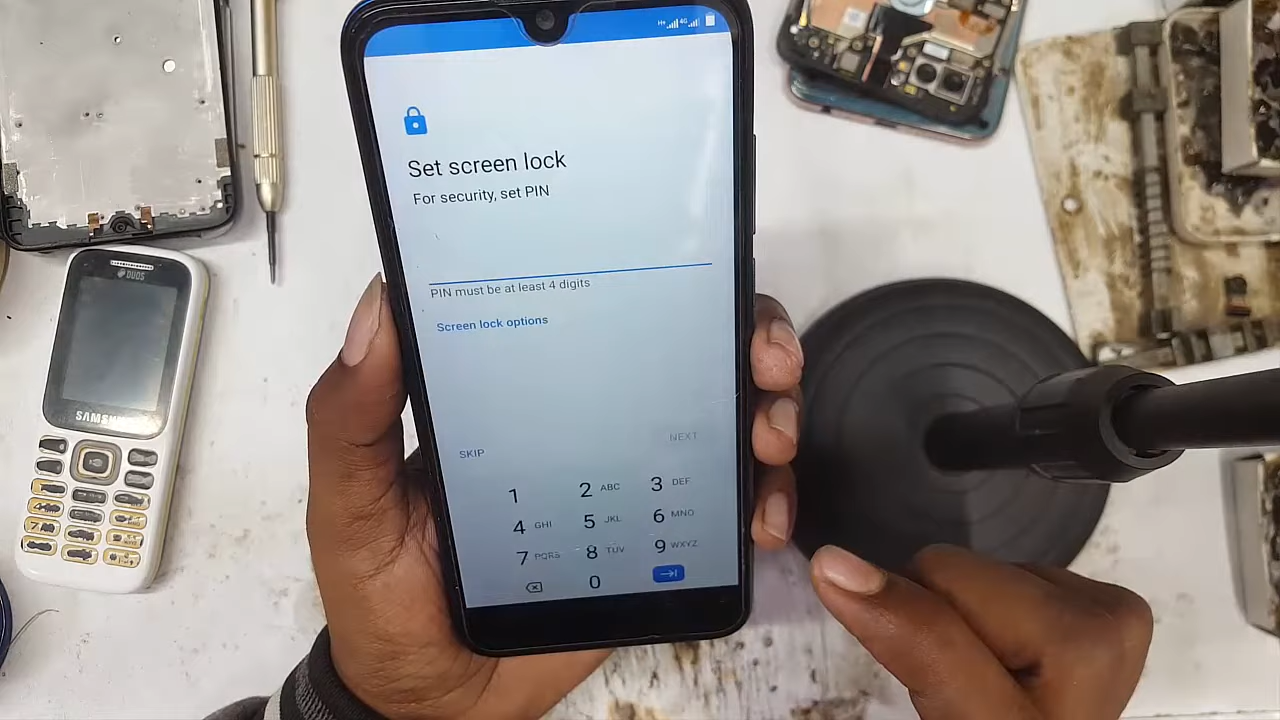 H+ 4G
Set screen lock
For security, set PIN
PIN must be at least 4 digits
Screen lock options
SKIP
NEXT
1
2 ABC
3 DEF
4 GHI
5 JKL
6 MNO
7 PQRS
8 TUV
9 WXYZ
0
DUOS
SAMSUNG